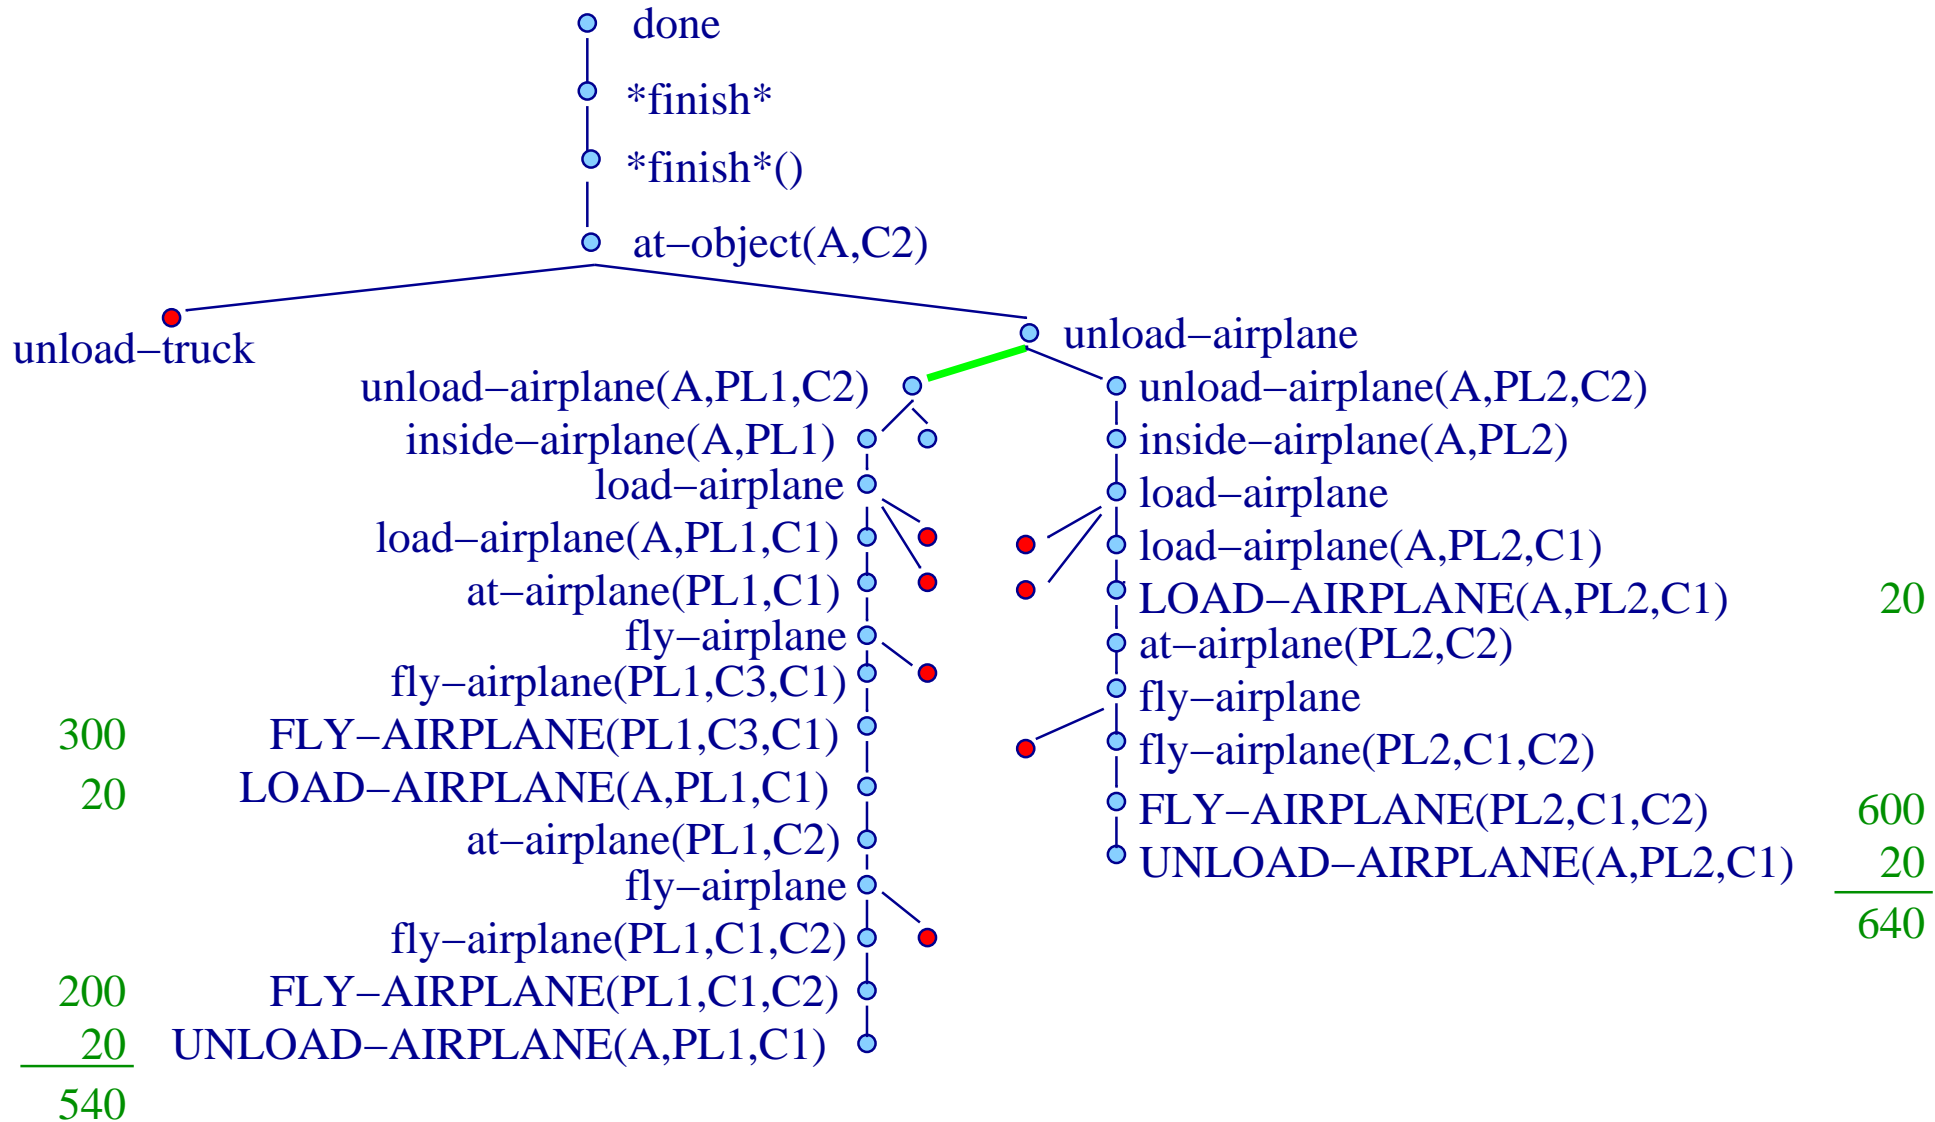 done
*finish*
*finish*()
at−object(A,C2)
unload−truck
unload−airplane
unload−airplane(A,PL1,C2)
inside−airplane(A,PL1)
load−airplane
load−airplane(A,PL1,C1)
at−airplane(PL1,C1)
fly−airplane
fly−airplane(PL1,C3,C1)
300 FLY−AIRPLANE(PL1,C3,C1)
20 LOAD−AIRPLANE(A,PL1,C1)
at−airplane(PL1,C2)
fly−airplane
fly−airplane(PL1,C1,C2)
200 FLY−AIRPLANE(PL1,C1,C2)
20 UNLOAD−AIRPLANE(A,PL1,C1)
540
unload−airplane(A,PL2,C2)
inside−airplane(A,PL2)
load−airplane
load−airplane(A,PL2,C1)
LOAD−AIRPLANE(A,PL2,C1) 20
at−airplane(PL2,C2)
fly−airplane
fly−airplane(PL2,C1,C2)
FLY−AIRPLANE(PL2,C1,C2) 600
UNLOAD−AIRPLANE(A,PL2,C1) 20
640